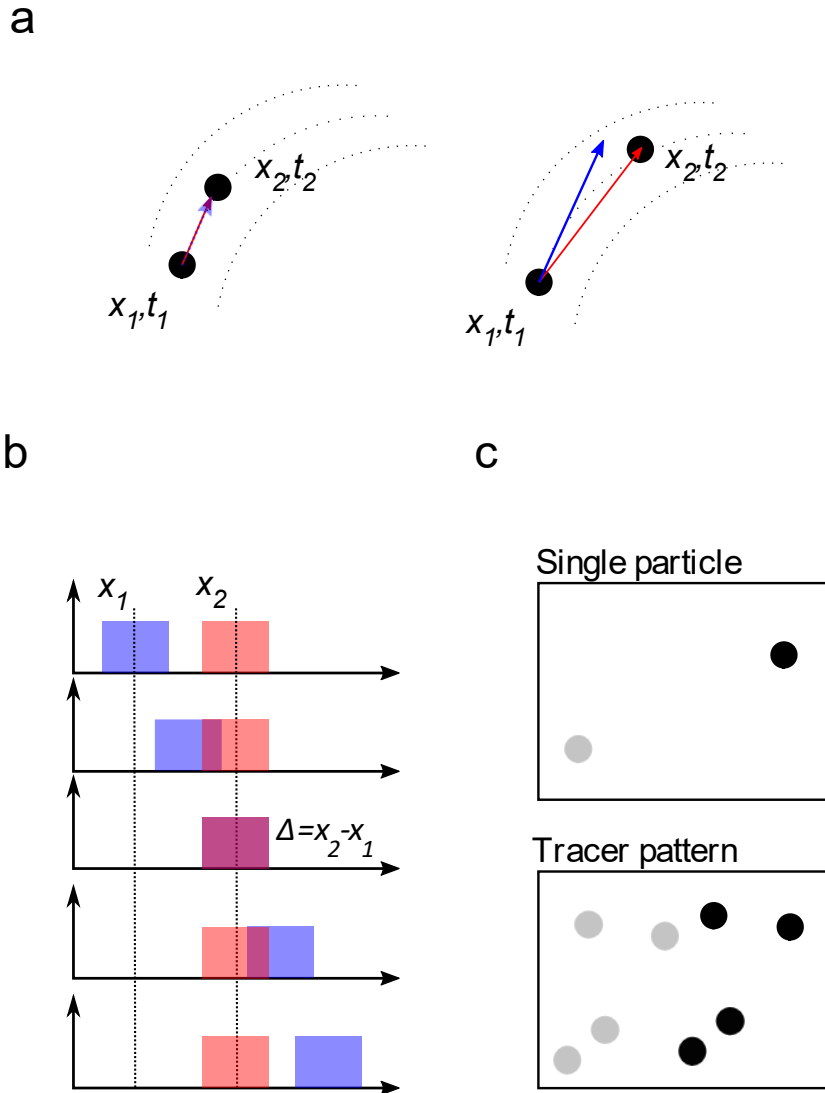 a
x₂,t₂
x₁,t₁
x₂,t₂
x₁,t₁
b
c
x₁
x₂
Δ=x₂-x₁
Single particle
Tracer pattern